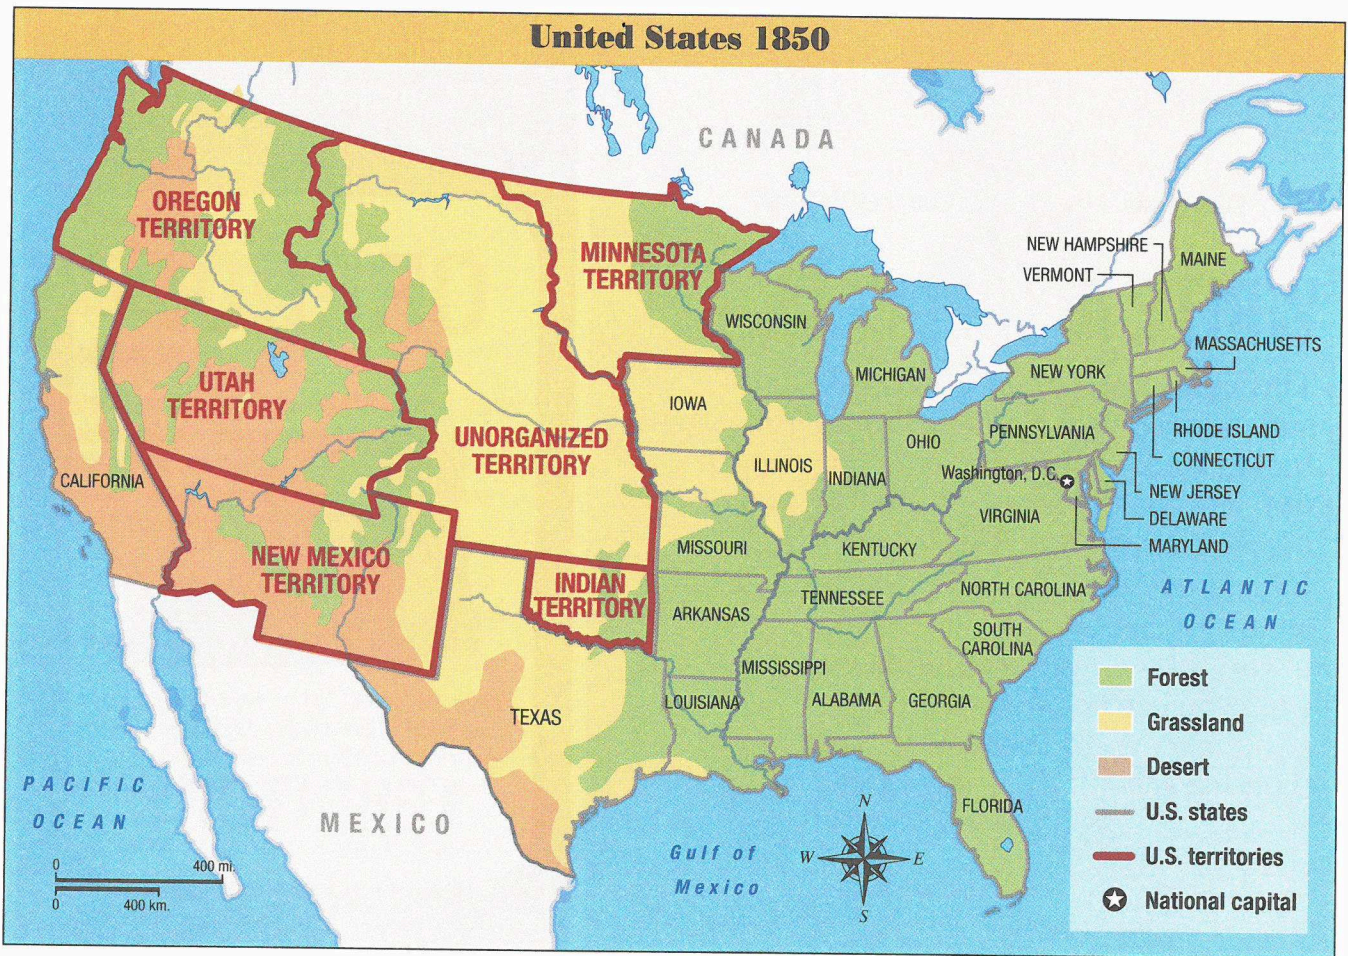 United States 1850
CANADA
OREGON
TERRITORY
MINNESOTA
TERRITORY
NEW HAMPSHIRE
VERMONT
MAINE
WISCONSIN
MASSACHUSETTS
MICHIGAN
NEW YORK
UTAH
TERRITORY
IOWA
UNORGANIZED
TERRITORY
PENNSYLVANIA
OHIO
RHODE ISLAND
CONNECTICUT
ILLINOIS
INDIANA
Washington, D.C.
CALIFORNIA
NEW JERSEY
DELAWARE
MARYLAND
VIRGINIA
NEW MEXICO
TERRITORY
MISSOURI
KENTUCKY
INDIAN
TERRITORY
ARKANSAS
TENNESSEE
NORTH CAROLINA
ATLANTIC
OCEAN
SOUTH
CAROLINA
MISSISSIPPI
LOUISIANA
ALABAMA
GEORGIA
TEXAS
FLORIDA
PACIFIC
OCEAN
MEXICO
Gulf of
Mexico
N
W
E
S
0
400 mi.
0
400 km.
Forest
Grassland
Desert
U.S. states
U.S. territories
National capital